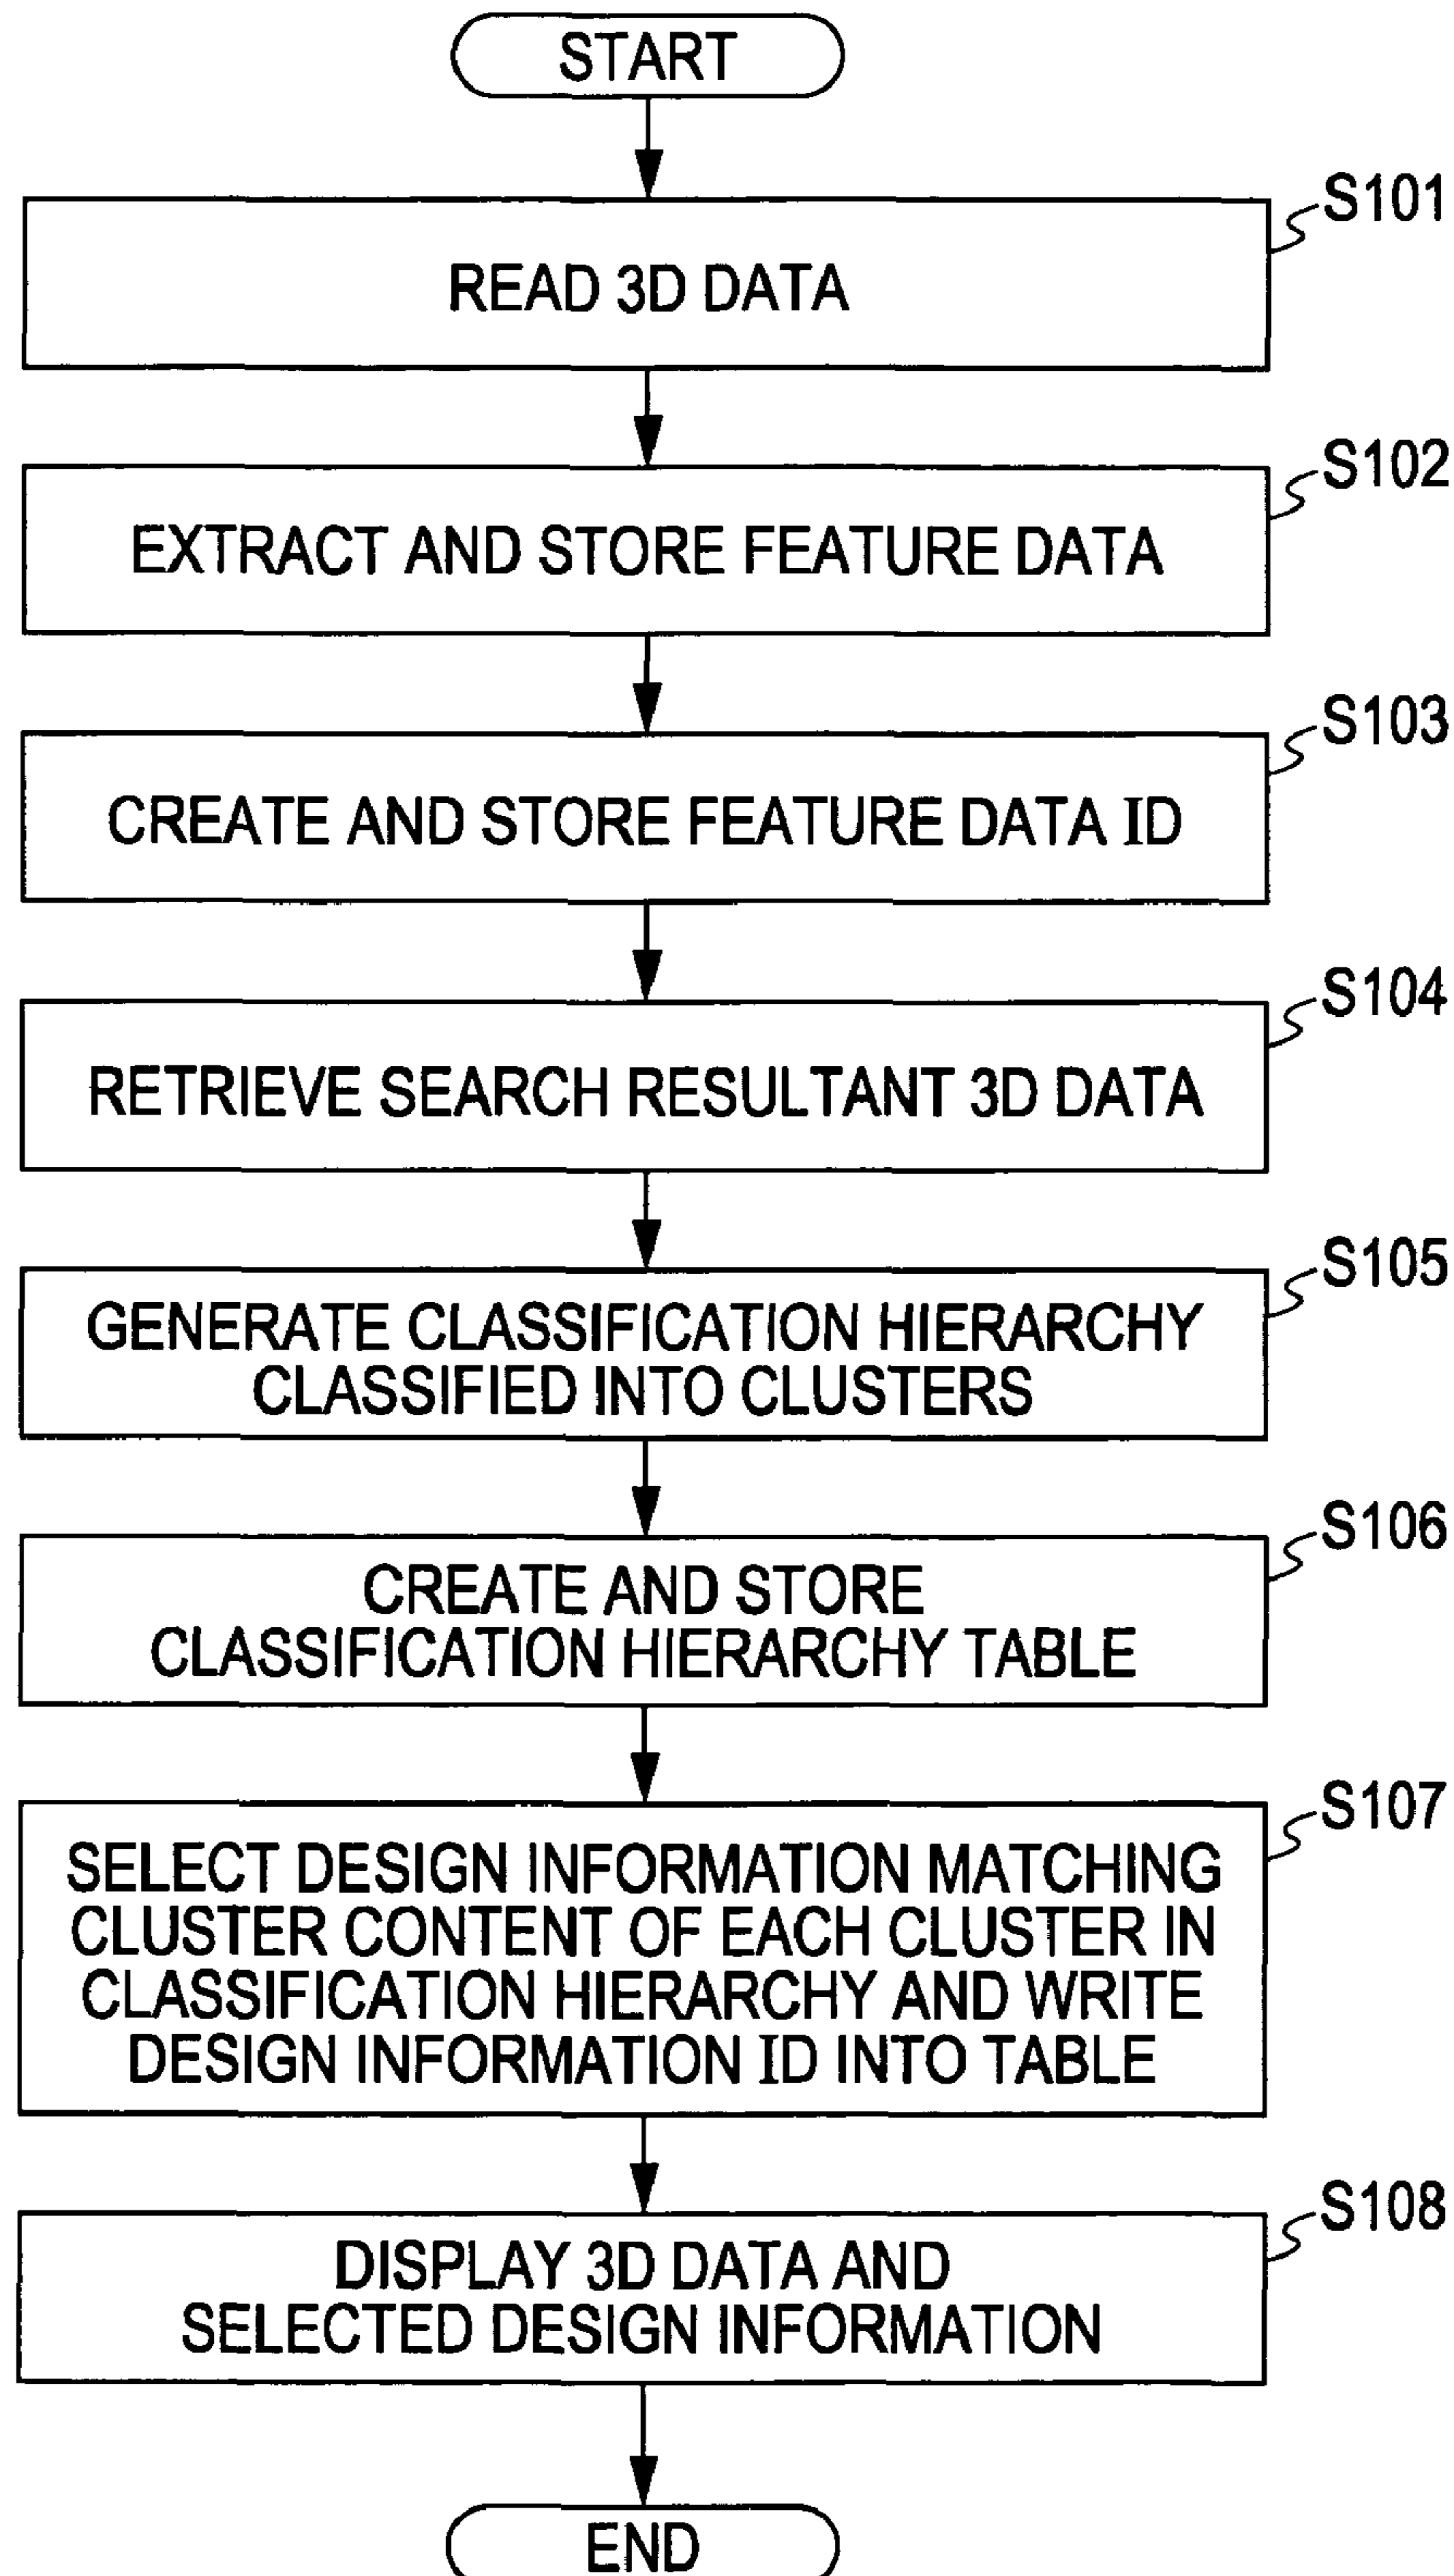 START
S101
READ 3D DATA
S102
EXTRACT AND STORE FEATURE DATA
S103
CREATE AND STORE FEATURE DATA ID
S104
RETRIEVE SEARCH RESULTANT 3D DATA
S105
GENERATE CLASSIFICATION HIERARCHY
CLASSIFIED INTO CLUSTERS
S106
CREATE AND STORE
CLASSIFICATION HIERARCHY TABLE
S107
SELECT DESIGN INFORMATION MATCHING
CLUSTER CONTENT OF EACH CLUSTER IN
CLASSIFICATION HIERARCHY AND WRITE
DESIGN INFORMATION ID INTO TABLE
S108
DISPLAY 3D DATA AND
SELECTED DESIGN INFORMATION
END